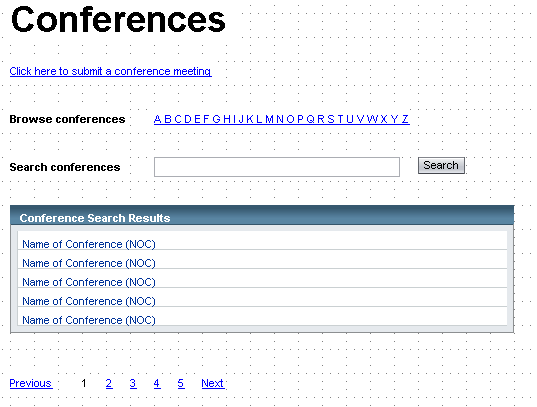 Conferences
Click here to submit a conference meeting
Browse conferences A B C D E F G H I J K L M N O P Q R S T U V W X Y Z
Search conferences Search
Conference Search Results
Name of Conference (NOC)
Name of Conference (NOC)
Name of Conference (NOC)
Name of Conference (NOC)
Name of Conference (NOC)
Previous 1 2 3 4 5 Next